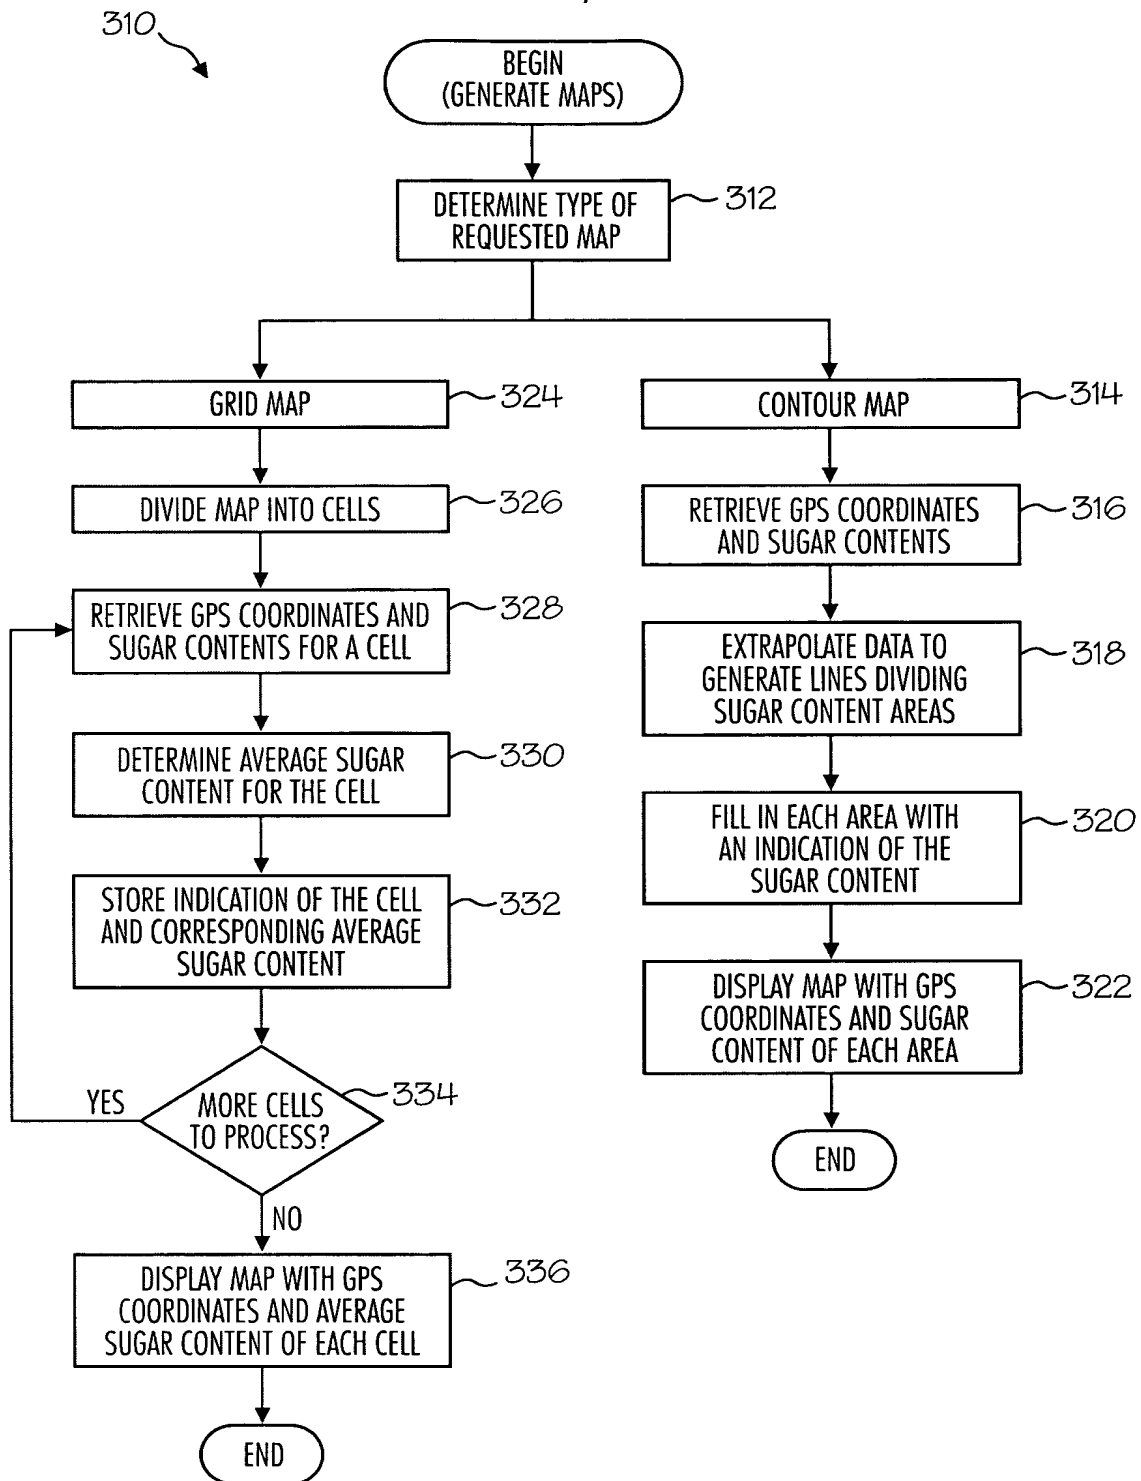 310
BEGIN
(GENERATE MAPS)
DETERMINE TYPE OF
REQUESTED MAP
312
GRID MAP
324
DIVIDE MAP INTO CELLS
326
RETRIEVE GPS COORDINATES AND
SUGAR CONTENTS FOR A CELL
328
DETERMINE AVERAGE SUGAR
CONTENT FOR THE CELL
330
STORE INDICATION OF THE CELL
AND CORRESPONDING AVERAGE
SUGAR CONTENT
332
MORE CELLS
TO PROCESS?
334
YES
NO
DISPLAY MAP WITH GPS
COORDINATES AND AVERAGE
SUGAR CONTENT OF EACH CELL
336
END
CONTOUR MAP
314
RETRIEVE GPS COORDINATES
AND SUGAR CONTENTS
316
EXTRAPOLATE DATA TO
GENERATE LINES DIVIDING
SUGAR CONTENT AREAS
318
FILL IN EACH AREA WITH
AN INDICATION OF THE
SUGAR CONTENT
320
DISPLAY MAP WITH GPS
COORDINATES AND SUGAR
CONTENT OF EACH AREA
322
END